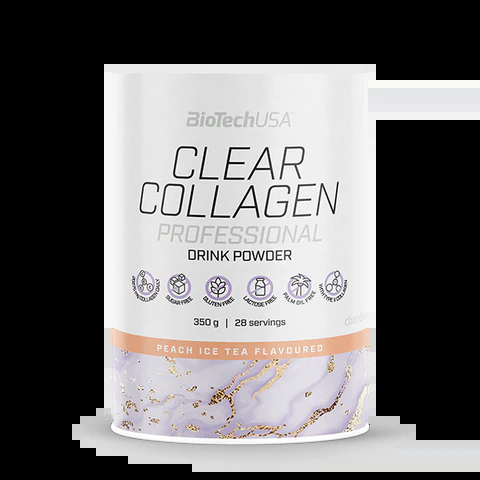 BioTechUSA
CLEAR
COLLAGEN
PROFESSIONAL
DRINK POWDER
SUGAR FREE
GLUTEN FREE
LACTOSE FREE
PALM OIL FREE
350 g | 28 servings
PEACH ICE TEA FLAVOURED